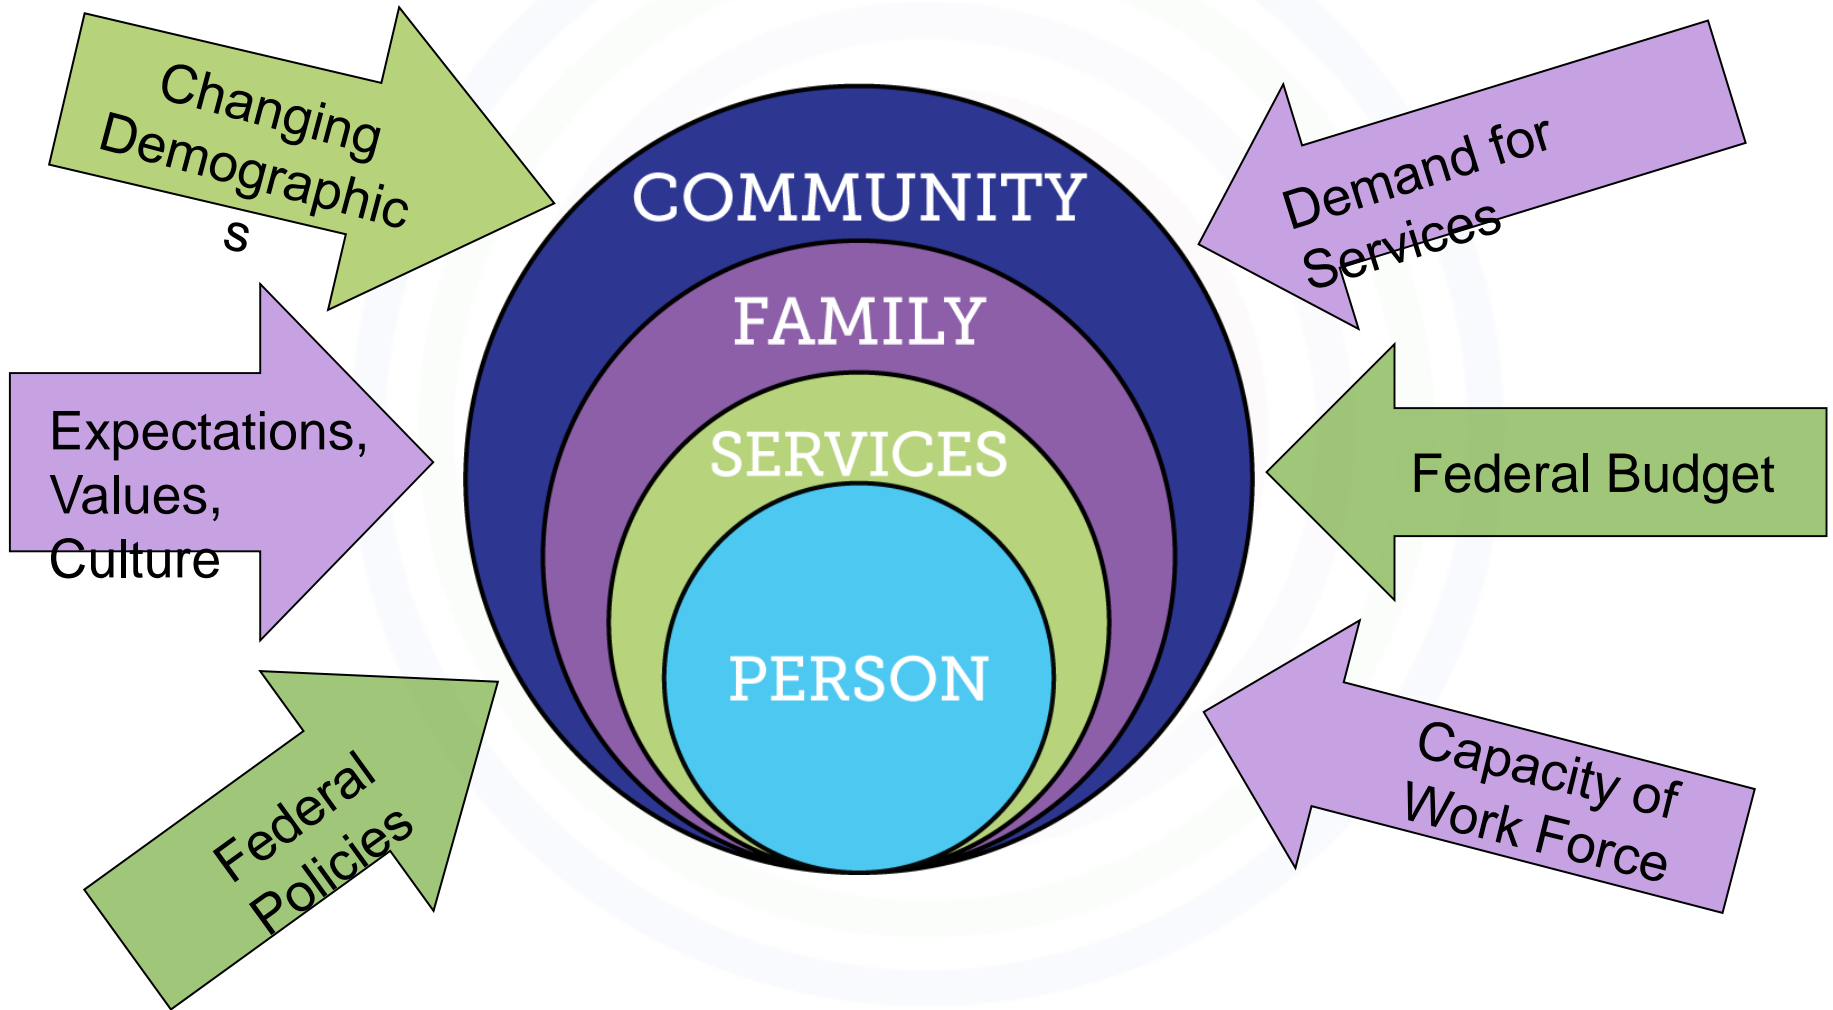 Changing
Demographic
s
Expectations,
Values,
Culture
Federal
Policies
COMMUNITY
FAMILY
SERVICES
PERSON
Demand for
Services
Federal Budget
Capacity of
Work Force